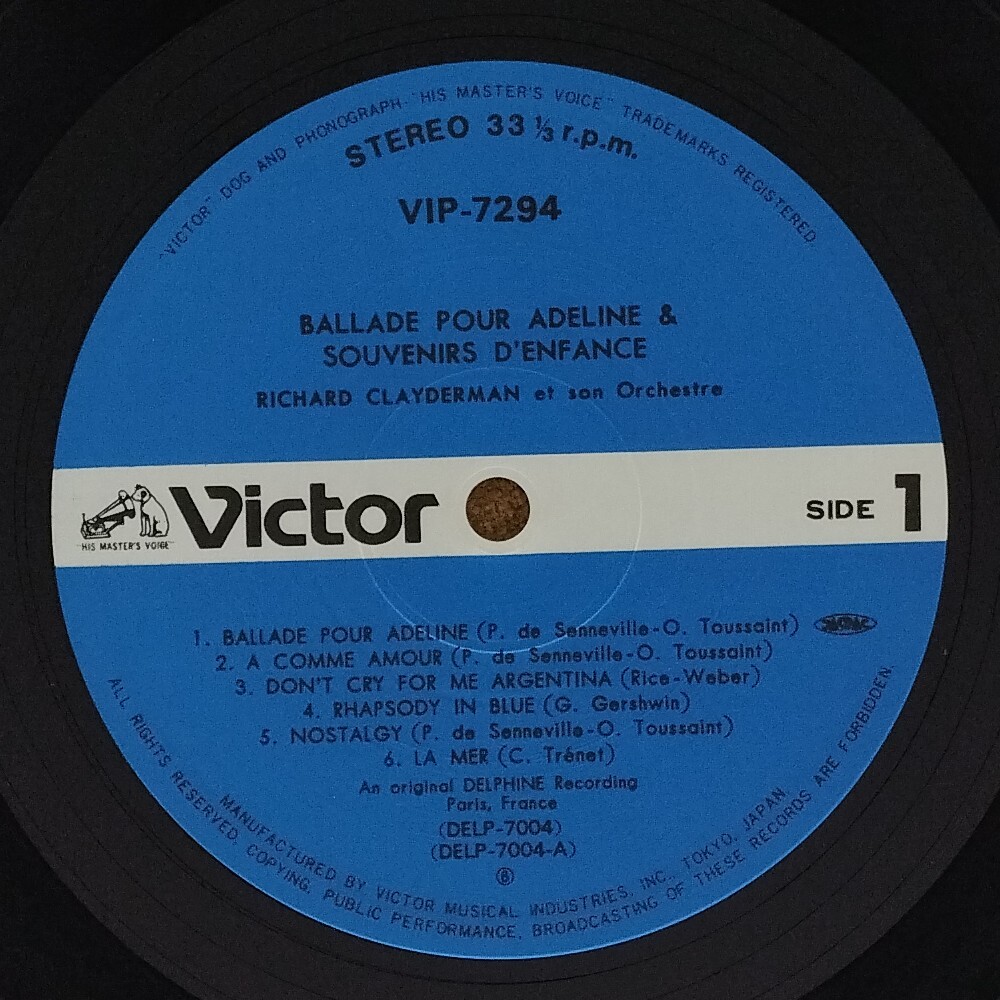 "VICTOR" DOG AND PHONOGRAPH-"HIS MASTER'S VOICE" TRADEMARKS REGISTERED.
STEREO 33 ⅓ r.p.m.
VIP-7294
BALLADE POUR ADELINE &
SOUVENIRS D'ENFANCE
RICHARD CLAYDERMAN et son Orchestre
"HIS MASTER'S VOICE"
Victor
SIDE 1
1. BALLADE POUR ADELINE (P. de Senneville-O. Toussaint)
2. A COMME AMOUR (P. de Senneville-O. Toussaint)
3. DON'T CRY FOR ME ARGENTINA (Rice-Weber)
4. RHAPSODY IN BLUE (G. Gershwin)
5. NOSTALGY (P. de Senneville-O. Toussaint)
6. LA MER (C. Trénet)
An original DELPHINE Recording
Paris, France
(DELP-7004)
(DELP-7004-A)
MANUFACTURED BY VICTOR MUSICAL INDUSTRIES, INC., TOKYO, JAPAN.
ALL RIGHTS RESERVED. COPYING, PUBLIC PERFORMANCE, BROADCASTING OF THESE RECORDS ARE FORBIDDEN.